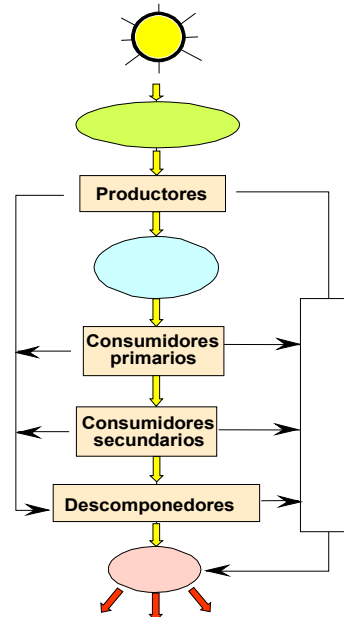 Productores
Consumidores
primarios
Consumidores
secundarios
Descomponedores